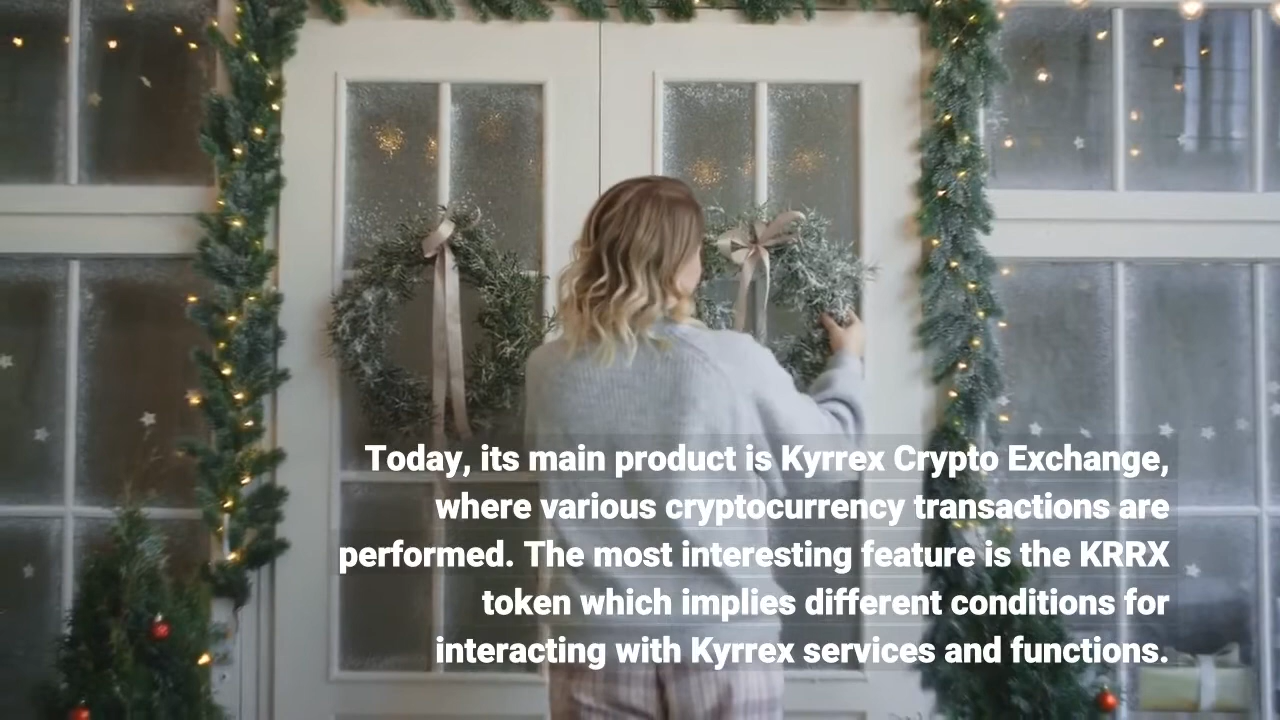 Today, its main product is Kyrrex Crypto Exchange,
where various cryptocurrency transactions are
performed. The most interesting feature is the KRRX
token which implies different conditions for
interacting with Kyrrex services and functions.